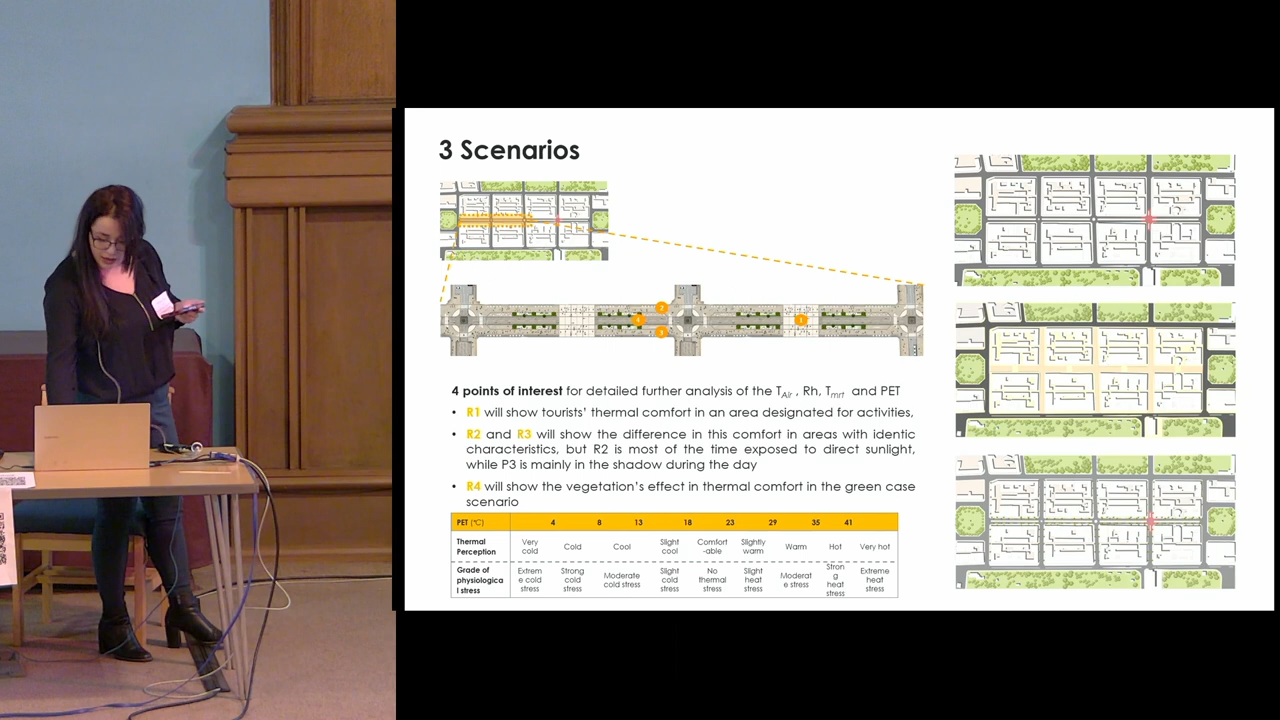 3 Scenarios
4 points of interest for detailed further analysis of the TAir , Rh, Tmrt and PET
• R1 will show tourists' thermal comfort in an area designated for activities,
• R2 and R3 will show the difference in this comfort in areas with identic
characteristics, but R2 is most of the time exposed to direct sunlight,
while P3 is mainly in the shadow during the day
• R4 will show the vegetation's effect in thermal comfort in the green case
scenario
PET (°C) 4 8 13 18 23 29 35 41
Thermal
Perception
Very
cold
Cold
Cool
Slight
cool
Comfort
-able
Slightly
warm
Warm
Hot
Very hot
Grade of
physiologica
l stress
Extrem
e cold
stress
Strong
cold
stress
Moderate
cold stress
Slight
cold
stress
No
thermal
stress
Slight
heat
stress
Moderat
e stress
Stron
g
heat
stress
Extreme
heat
stress